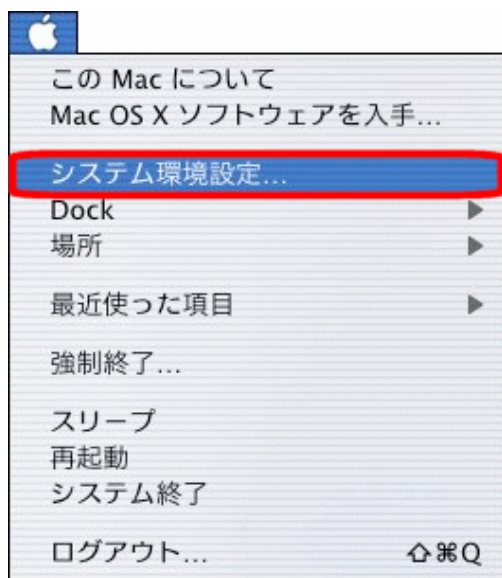 この Mac について
Mac OS X ソフトウェアを入手...
システム環境設定...
Dock
場所
最近使った項目
強制終了...
スリープ
再起動
システム終了
ログアウト... ⇧⌘Q